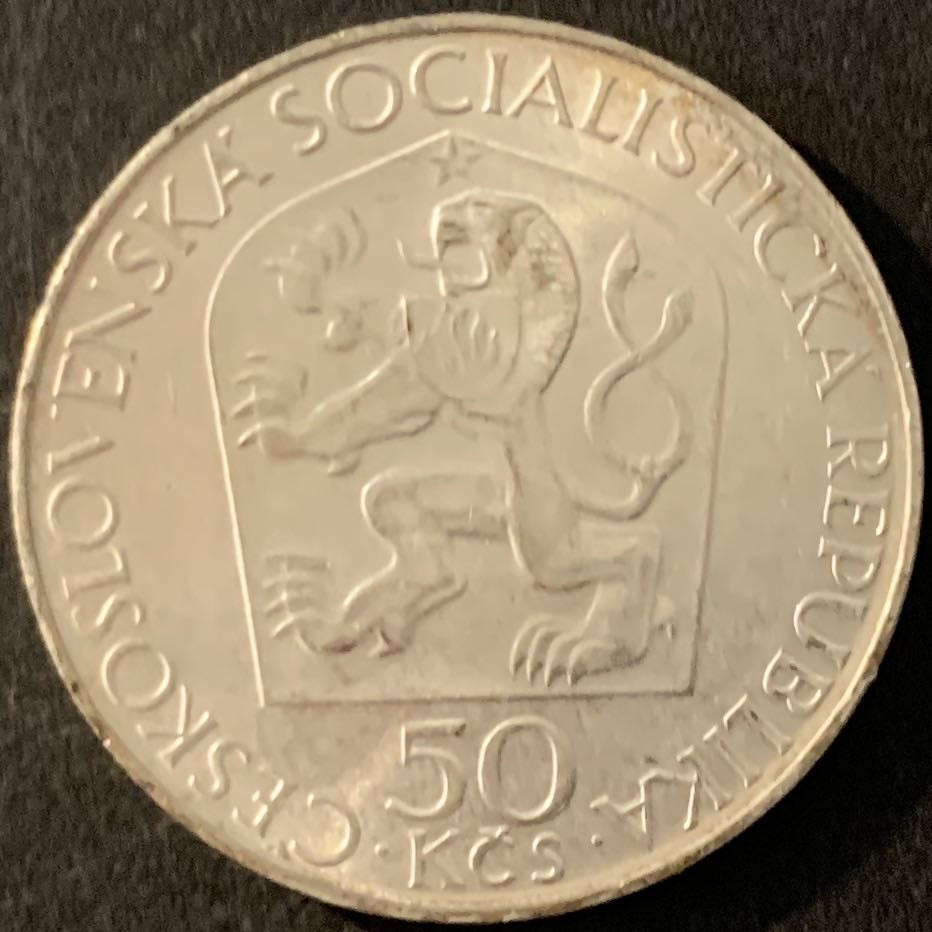 ČESKOSLOVENSKÁ SOCIALISTICKÁ REPUBLIKA
50
· KČS ·